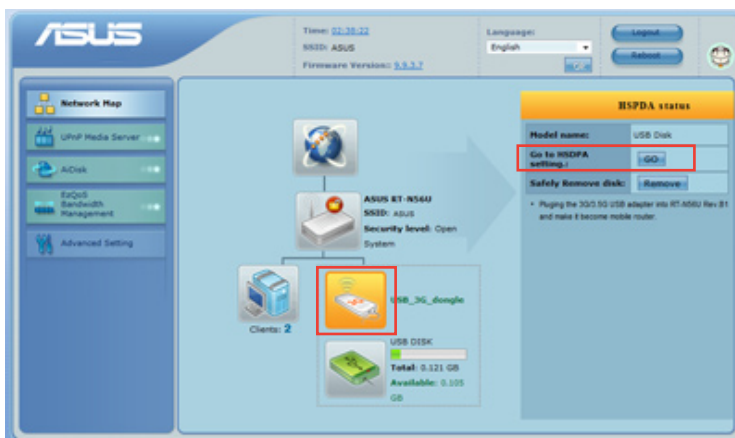 ASUS
Time: 02:38:22
SSID: ASUS
Firmware Version: 9.9.3.7
Language:
English
Go
Logout
Reboot
Network Map
UPnP Media Server
AiDisk
EzQoS
Bandwidth
Management
Advanced Setting
ASUS RT-N56U
SSID: ASUS
Security level: Open
System
Clients: 2
USB_3G_dongle
USB DISK
Total: 0.121 GB
Available: 0.105
GB
HSPDA status
Model name: USB Disk
Go to HSDPA
setting.: GO
Safely Remove disk: Remove
• Pluging the 3G/3.5G USB adapter into RT-N56U Rev.B1
and make it become mobile router.